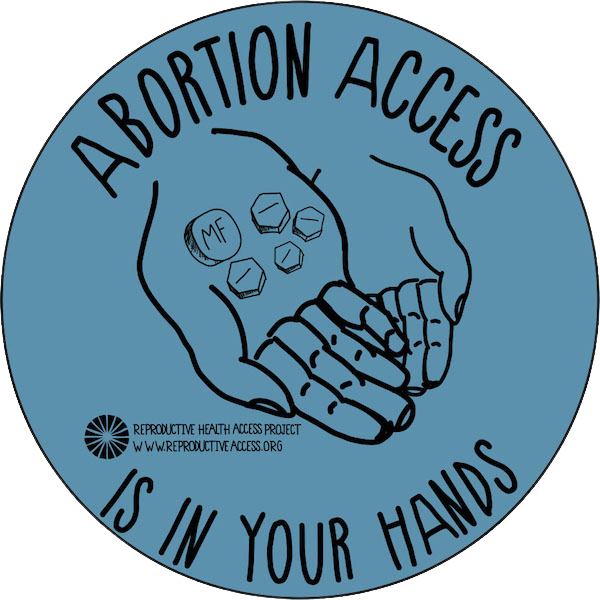 ABORTION ACCESS
MF
REPRODUCTIVE HEALTH ACCESS PROJECT
WWW.REPRODUCTIVEACCESS.ORG
IS IN YOUR HANDS